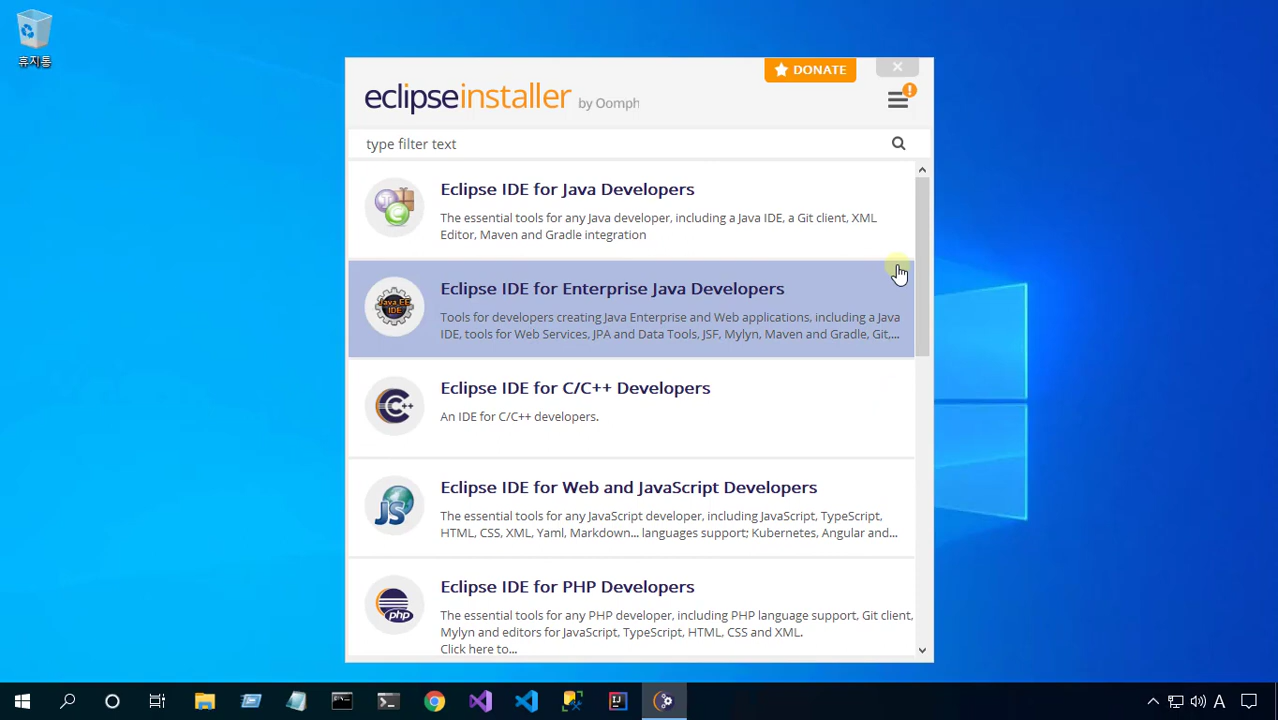 휴지통
DONATE
eclipseinstaller by Oomph
type filter text
Eclipse IDE for Java Developers
The essential tools for any Java developer, including a Java IDE, a Git client, XML
Editor, Maven and Gradle integration
Java EE
IDE
Eclipse IDE for Enterprise Java Developers
Tools for developers creating Java Enterprise and Web applications, including a Java
IDE, tools for Web Services, JPA and Data Tools, JSF, Mylyn, Maven and Gradle, Git,...
C++
Eclipse IDE for C/C++ Developers
An IDE for C/C++ developers.
JS
Eclipse IDE for Web and JavaScript Developers
The essential tools for any JavaScript developer, including JavaScript, TypeScript,
HTML, CSS, XML, Yaml, Markdown... languages support; Kubernetes, Angular and...
php
Eclipse IDE for PHP Developers
The essential tools for any PHP developer, including PHP language support, Git client,
Mylyn and editors for JavaScript, TypeScript, HTML, CSS and XML.
Click here to...
A